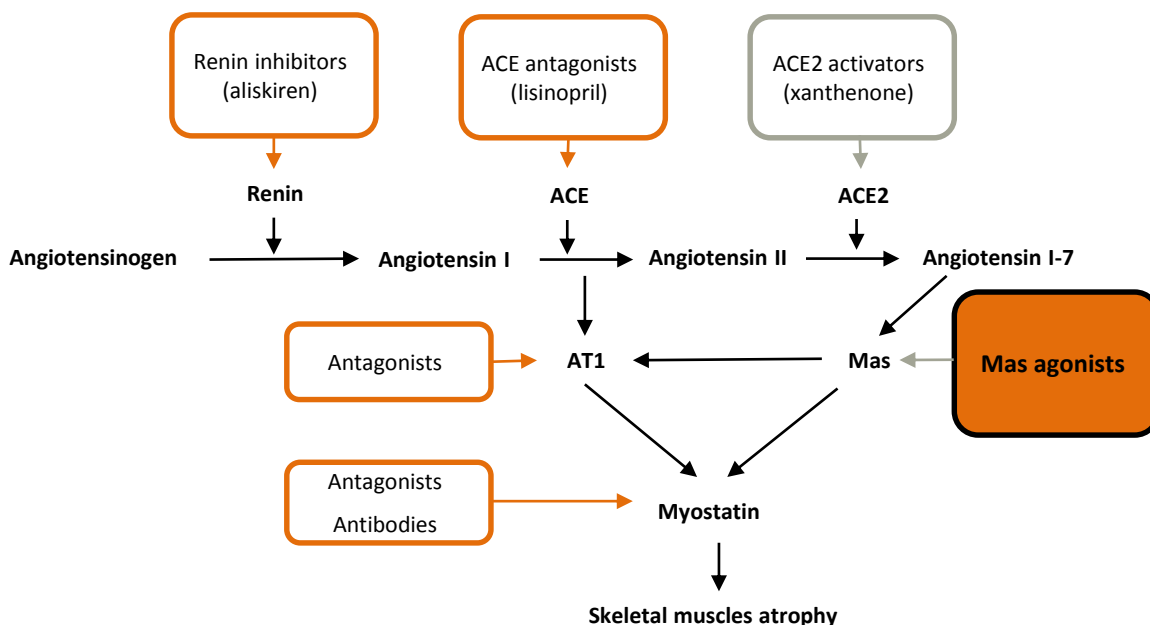 Renin inhibitors
(aliskiren)
ACE antagonists
(lisinopril)
ACE2 activators
(xanthenone)
Renin
ACE
ACE2
Angiotensinogen
Angiotensin I
Angiotensin II
Angiotensin I-7
Antagonists
AT1
Mas
Mas agonists
Antagonists
Antibodies
Myostatin
Skeletal muscles atrophy